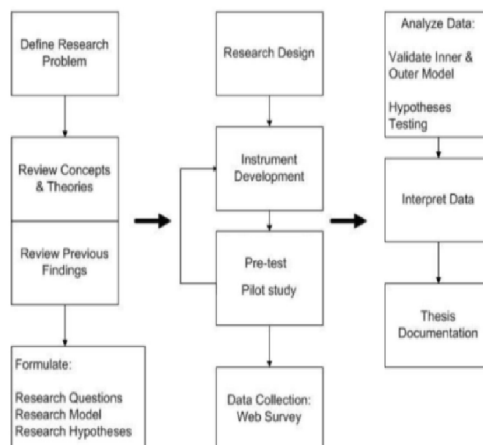 Define Research
Problem
Review Concepts
& Theories
Review Previous
Findings
Formulate:
Research Questions
Research Model
Research Hypotheses
Research Design
Instrument
Development
Pre-test
Pilot study
Data Collection:
Web Survey
Analyze Data:
Validate Inner &
Outer Model
Hypotheses
Testing
Interpret Data
Thesis
Documentation